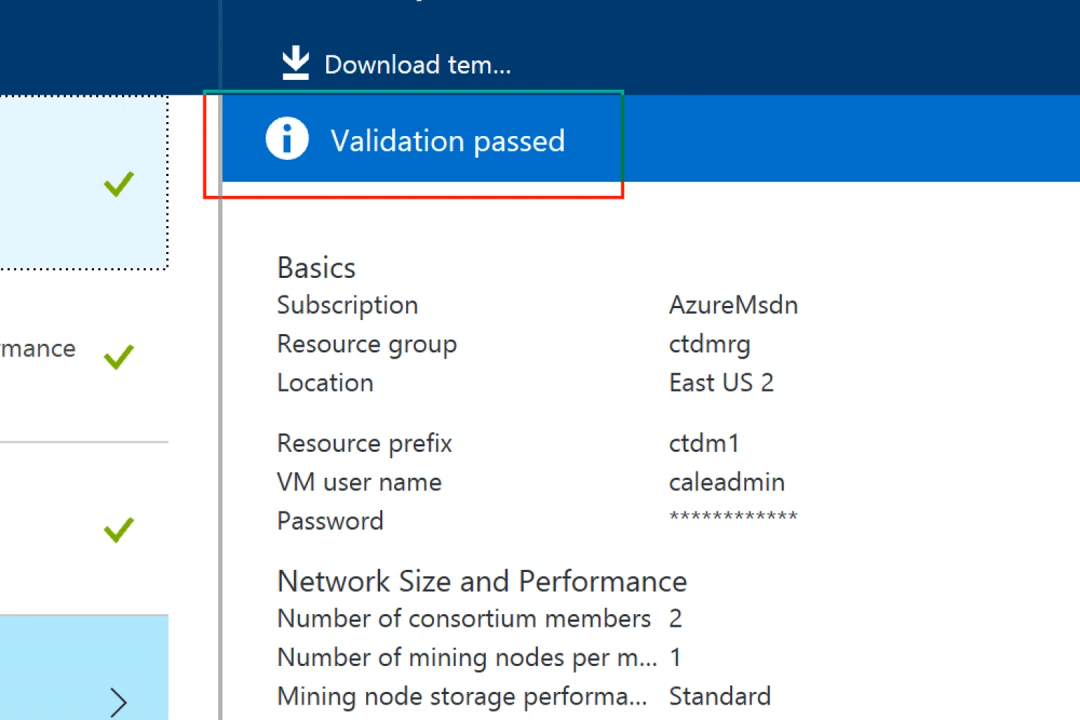 Download tem...
Validation passed
rmance
Basics
Subscription AzureMsdn
Resource group ctdmrg
Location East US 2
Resource prefix ctdm1
VM user name caleadmin
Password ************
Network Size and Performance
Number of consortium members 2
Number of mining nodes per m... 1
Mining node storage performa... Standard